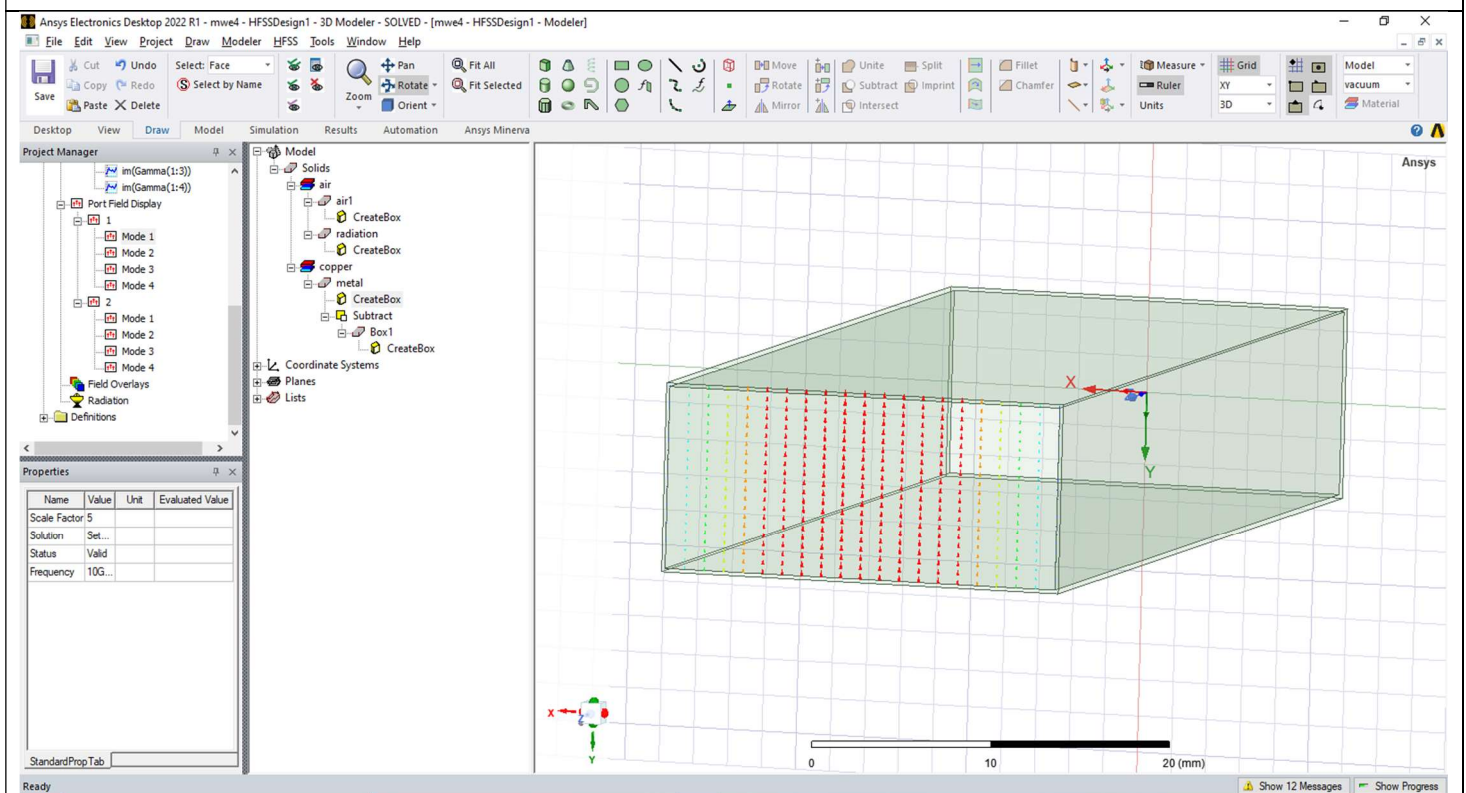 Ansys Electronics Desktop 2022 R1 - mwe4 - HFSSDesign1 - 3D Modeler - SOLVED - [mwe4 - HFSSDesign1 - Modeler]
File Edit View Project Draw Modeler HFSS Tools Window Help
Save
Cut Undo Select: Face
Copy Redo Select by Name
Paste Delete
Zoom
Pan
Rotate
Orient
Fit All
Fit Selected
Move Unite Split Fillet
Rotate Subtract Imprint Chamfer
Mirror Intersect
Measure
Ruler
Units
Grid
XY
3D
Model
vacuum
Material
Desktop View Draw Model Simulation Results Automation Ansys Minerva
Project Manager
im(Gamma(1:3))
im(Gamma(1:4))
Port Field Display
1
Mode 1
Mode 2
Mode 3
Mode 4
2
Mode 1
Mode 2
Mode 3
Mode 4
Field Overlays
Radiation
Definitions
Properties
Name Value Unit Evaluated Value
Scale Factor 5
Solution Set...
Status Valid
Frequency 10G...
StandardPropTab
Model
Solids
air
air1
CreateBox
radiation
CreateBox
copper
metal
CreateBox
Subtract
Box1
CreateBox
Coordinate Systems
Planes
Lists
Ansys
X
Y
X
Z
Y
0 10 20 (mm)
Ready
Show 12 Messages Show Progress